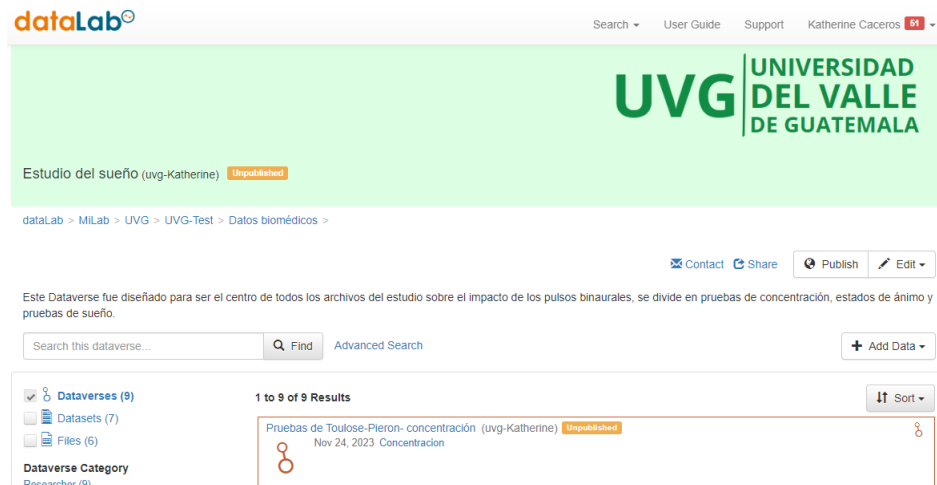 dataLab
Search User Guide Support Katherine Caceros 51
UVG UNIVERSIDAD
DEL VALLE
DE GUATEMALA
Estudio del sueño (uvg-Katherine) Unpublished
dataLab > MiLab > UVG > UVG-Test > Datos biomédicos >
Contact Share Publish Edit
Este Dataverse fue diseñado para ser el centro de todos los archivos del estudio sobre el impacto de los pulsos binaurales, se divide en pruebas de concentración, estados de ánimo y
pruebas de sueño.
Search this dataverse... Find Advanced Search + Add Data
Dataverses (9) 1 to 9 of 9 Results Sort
Datasets (7) Pruebas de Toulose-Pieron- concentración (uvg-Katherine) Unpublished
Files (6) Nov 24, 2023 Concentracion
Dataverse Category
Researcher (9)